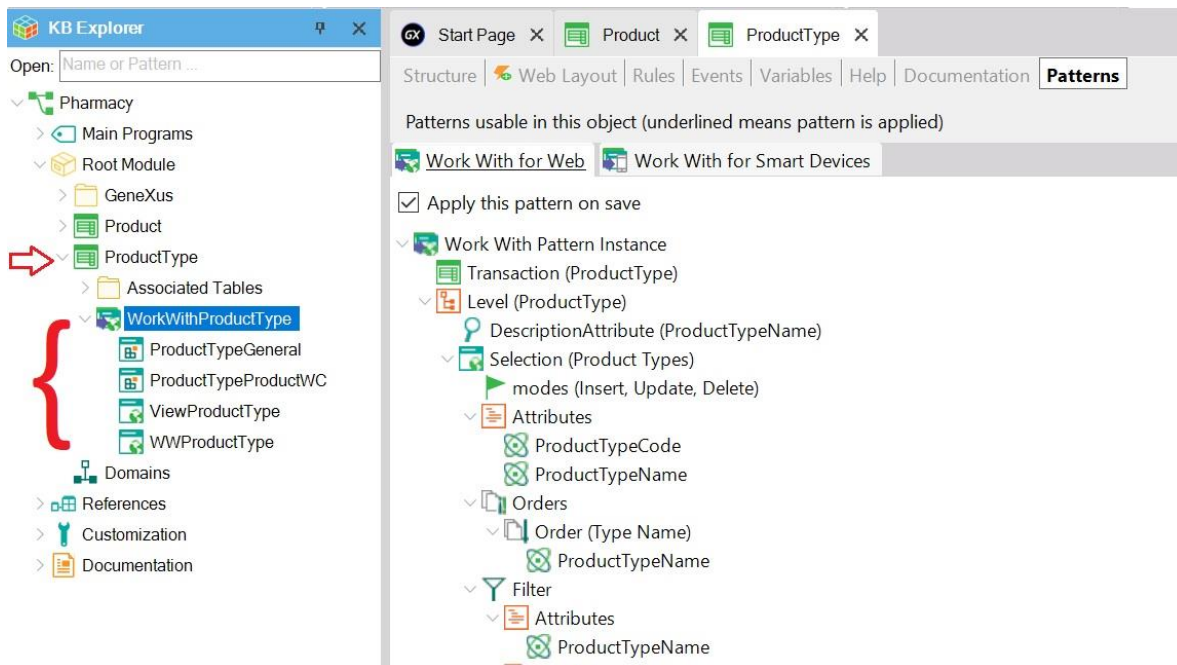 KB Explorer
Open: Name or Pattern ...
Pharmacy
Main Programs
Root Module
GeneXus
Product
ProductType
Associated Tables
WorkWithProductType
ProductTypeGeneral
ProductTypeProductWC
ViewProductType
WWProductType
Domains
References
Customization
Documentation
GX Start Page Product ProductType
Structure Web Layout Rules Events Variables Help Documentation Patterns
Patterns usable in this object (underlined means pattern is applied)
Work With for Web Work With for Smart Devices
Apply this pattern on save
Work With Pattern Instance
Transaction (ProductType)
Level (ProductType)
DescriptionAttribute (ProductTypeName)
Selection (Product Types)
modes (Insert, Update, Delete)
Attributes
ProductTypeCode
ProductTypeName
Orders
Order (Type Name)
ProductTypeName
Filter
Attributes
ProductTypeName